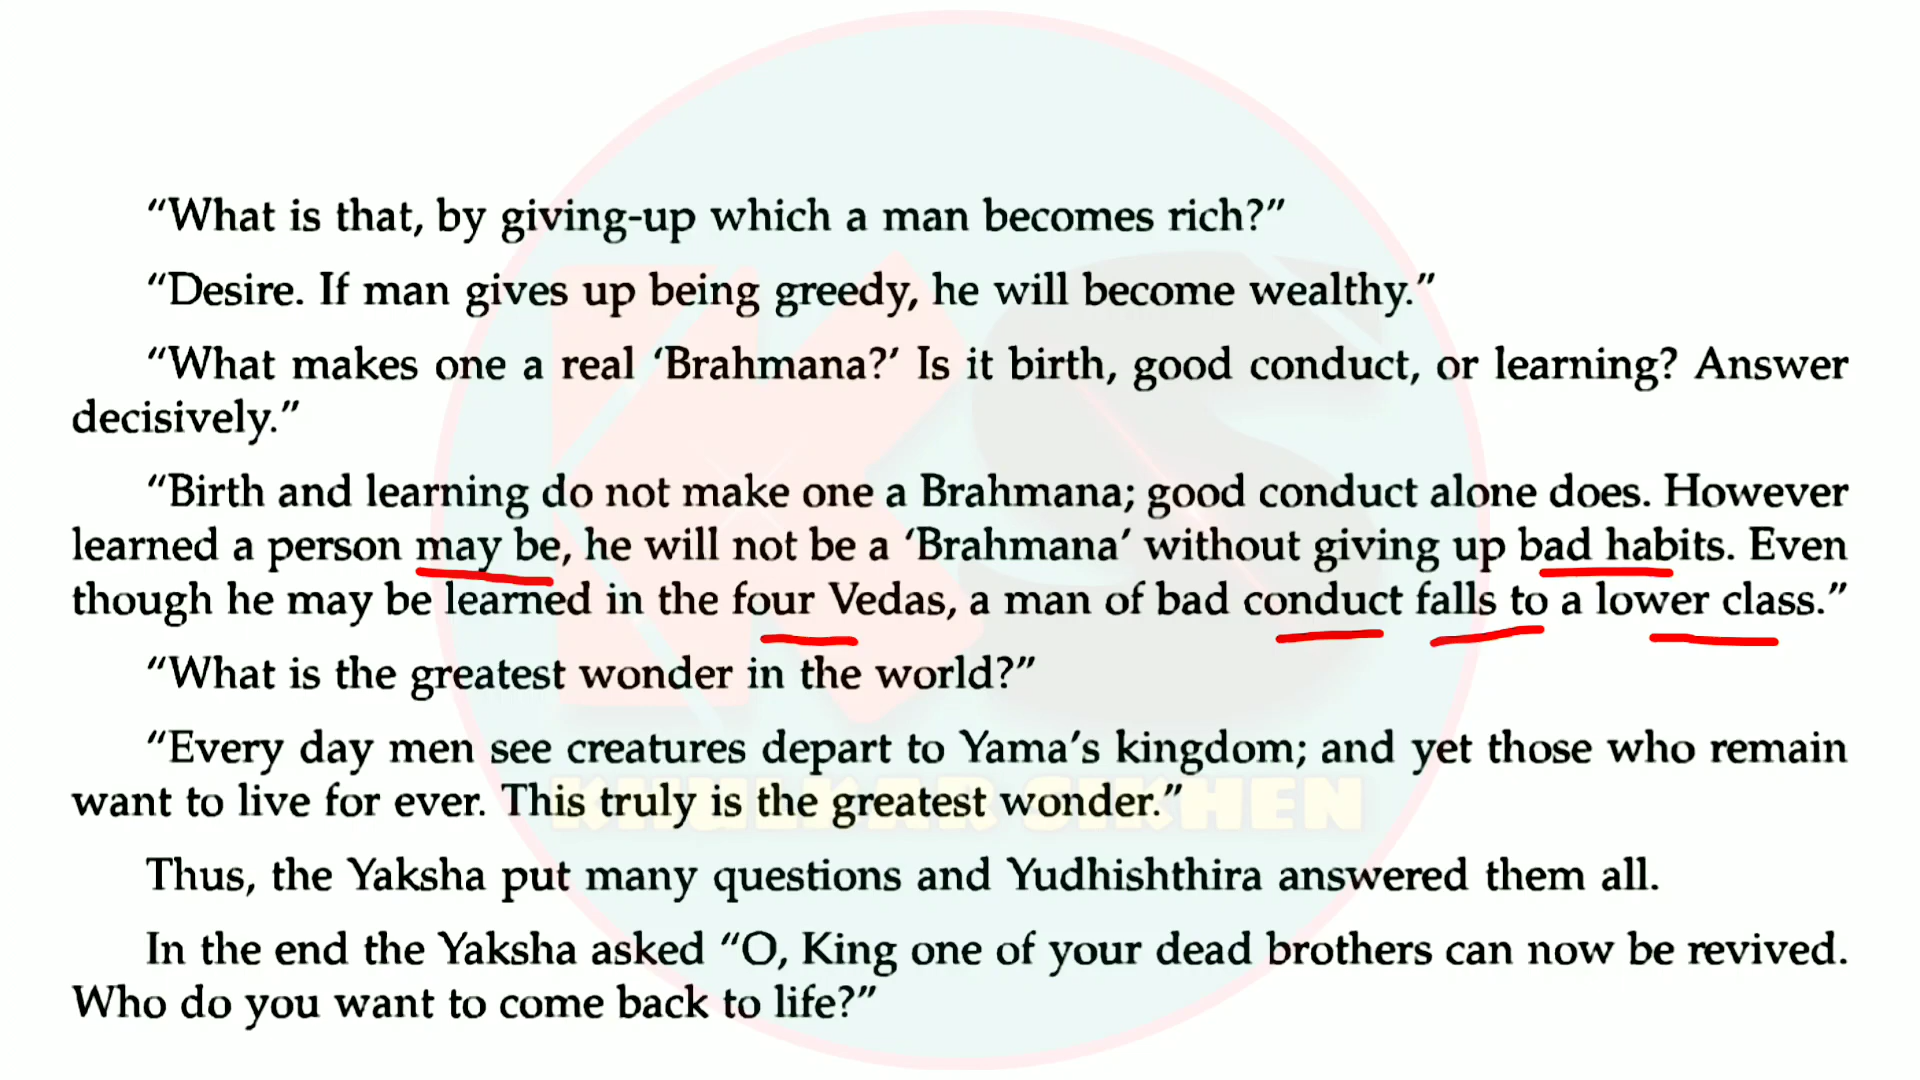 “What is that, by giving-up which a man becomes rich?”
“Desire. If man gives up being greedy, he will become wealthy.”
“What makes one a real ‘Brahmana?’ Is it birth, good conduct, or learning? Answer
decisively.”
“Birth and learning do not make one a Brahmana; good conduct alone does. However
learned a person may be, he will not be a ‘Brahmana’ without giving up bad habits. Even
though he may be learned in the four Vedas, a man of bad conduct falls to a lower class.”
“What is the greatest wonder in the world?”
“Every day men see creatures depart to Yama’s kingdom; and yet those who remain
want to live for ever. This truly is the greatest wonder.”
KHULKAR SIKHEN
Thus, the Yaksha put many questions and Yudhishthira answered them all.
In the end the Yaksha asked “O, King one of your dead brothers can now be revived.
Who do you want to come back to life?”
KS